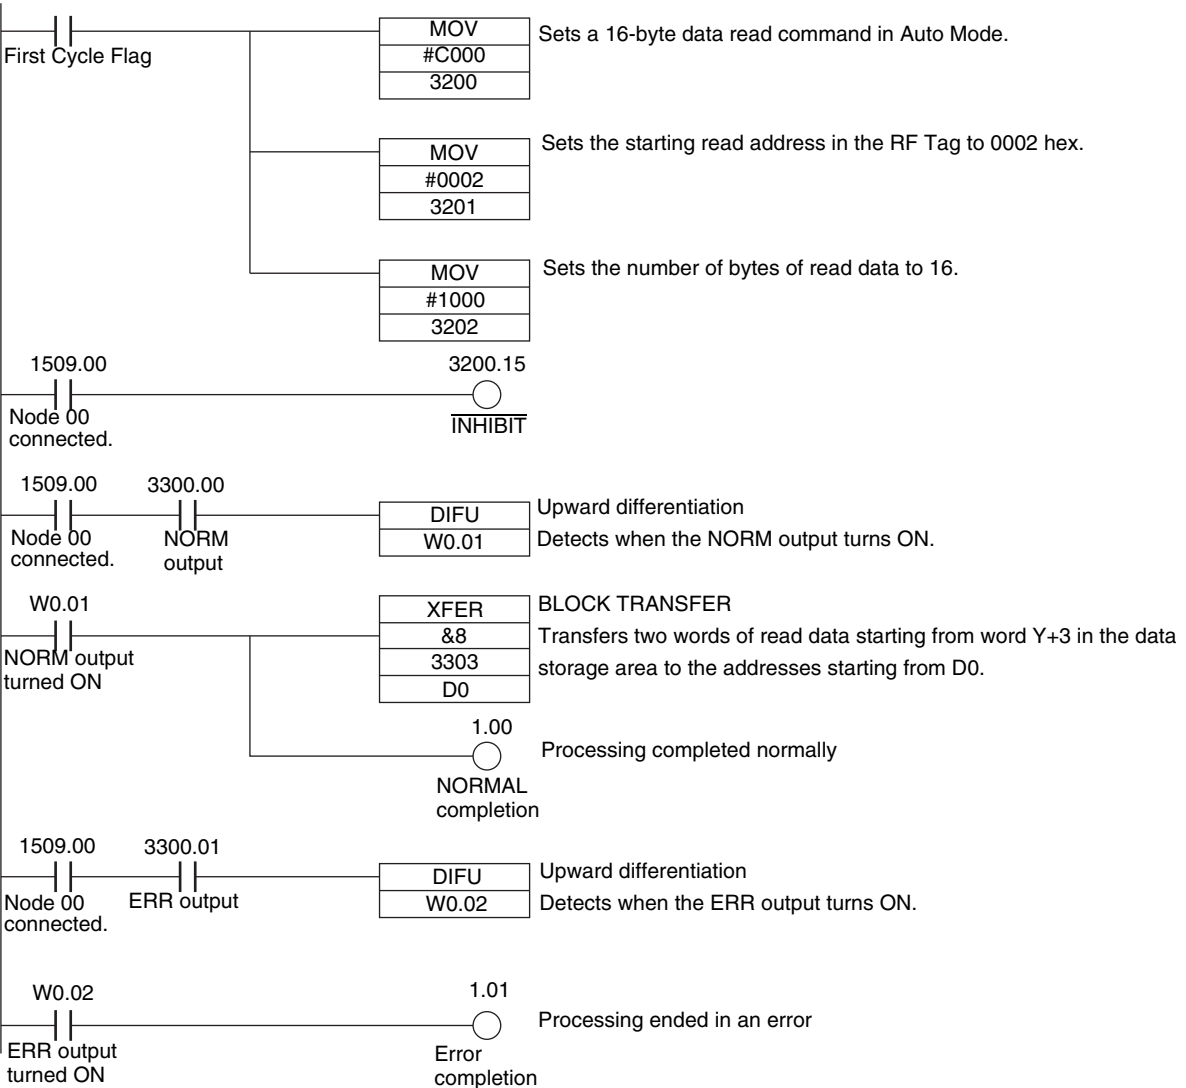 MOV
Sets a 16-byte data read command in Auto Mode.
First Cycle Flag
#C000
3200
MOV
Sets the starting read address in the RF Tag to 0002 hex.
#0002
3201
MOV
Sets the number of bytes of read data to 16.
#1000
3202
1509.00
3200.15
Node 00
connected.
INHIBIT
1509.00
3300.00
Node 00
connected.
NORM
output
DIFU
W0.01
Upward differentiation
Detects when the NORM output turns ON.
W0.01
NORM output
turned ON
XFER
&8
3303
D0
BLOCK TRANSFER
Transfers two words of read data starting from word Y+3 in the data
storage area to the addresses starting from D0.
1.00
Processing completed normally
NORMAL
completion
1509.00
3300.01
Node 00
connected.
ERR output
DIFU
W0.02
Upward differentiation
Detects when the ERR output turns ON.
W0.02
1.01
ERR output
turned ON
Processing ended in an error
Error
completion